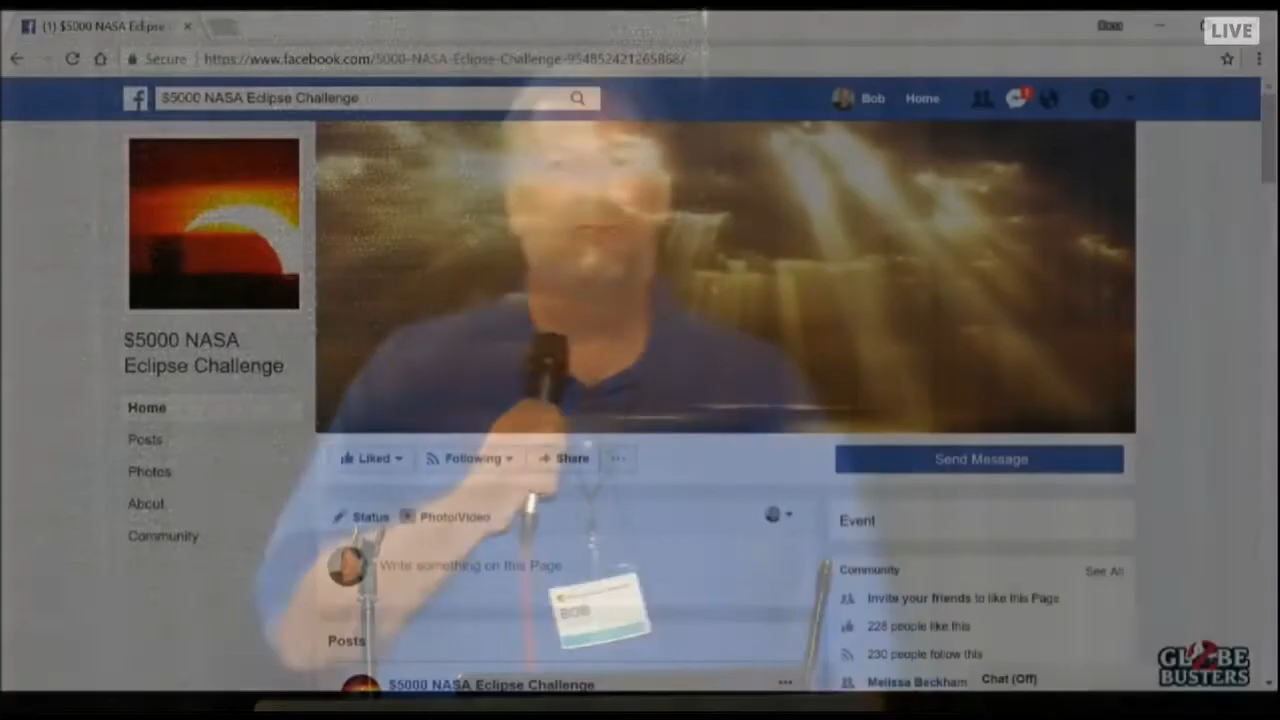 (1) $5000 NASA Eclipse
LIVE
Secure
https://www.facebook.com/5000-NASA-Eclipse-Challenge-954852421265868/
$5000 NASA Eclipse Challenge
Bob
Home
1
$5000 NASA
Eclipse Challenge
Home
Posts
Photos
About
Community
Liked
Following
Share
Send Message
Status
Photo/Video
Write something on this Page
Event
Community
See All
Invite your friends to like this Page
228 people like this
230 people follow this
Melissa Beckham
Chat (Off)
BOB
Posts
$5000 NASA Eclipse Challenge
GLOBE
BUSTERS